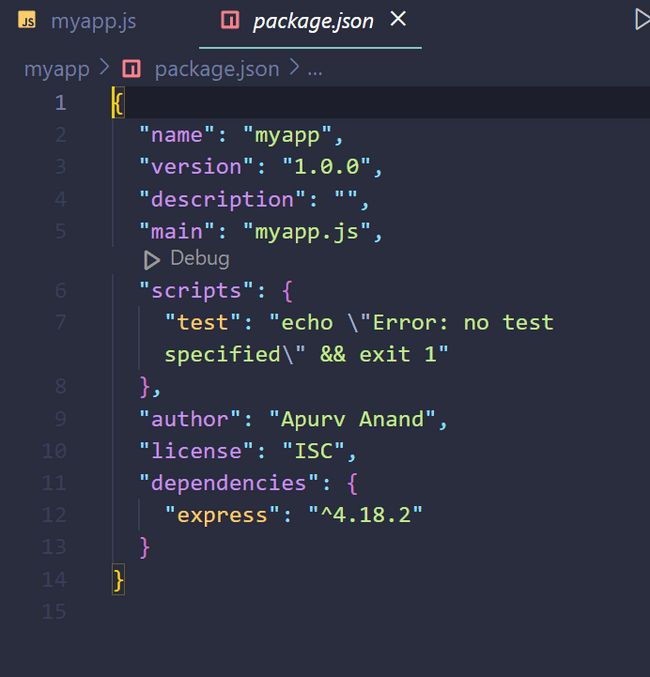 JS myapp.js package.json ×
myapp > package.json > ...
1 {
2 "name": "myapp",
3 "version": "1.0.0",
4 "description": "",
5 "main": "myapp.js",
Debug
6 "scripts": {
7 "test": "echo \"Error: no test
specified\" && exit 1"
8 },
9 "author": "Apurv Anand",
10 "license": "ISC",
11 "dependencies": {
12 "express": "^4.18.2"
13 }
14 }
15